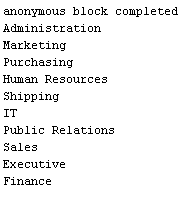 anonymous block completed
Administration
Marketing
Purchasing
Human Resources
Shipping
IT
Public Relations
Sales
Executive
Finance